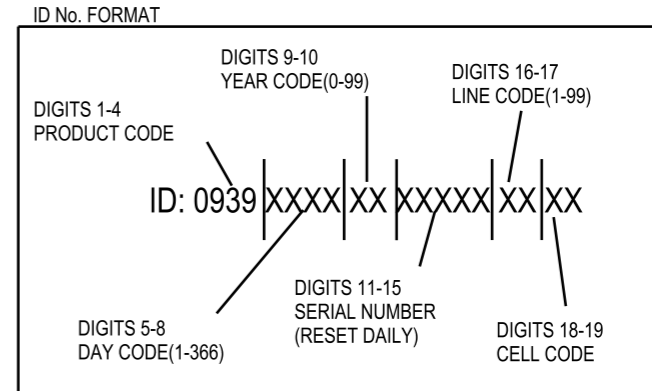 ID No. FORMAT
DIGITS 9-10
YEAR CODE(0-99)
DIGITS 16-17
LINE CODE(1-99)
DIGITS 1-4
PRODUCT CODE
ID: 0939 XXXX XX XXXXX XX XX
DIGITS 11-15
SERIAL NUMBER
(RESET DAILY)
DIGITS 5-8
DAY CODE(1-366)
DIGITS 18-19
CELL CODE